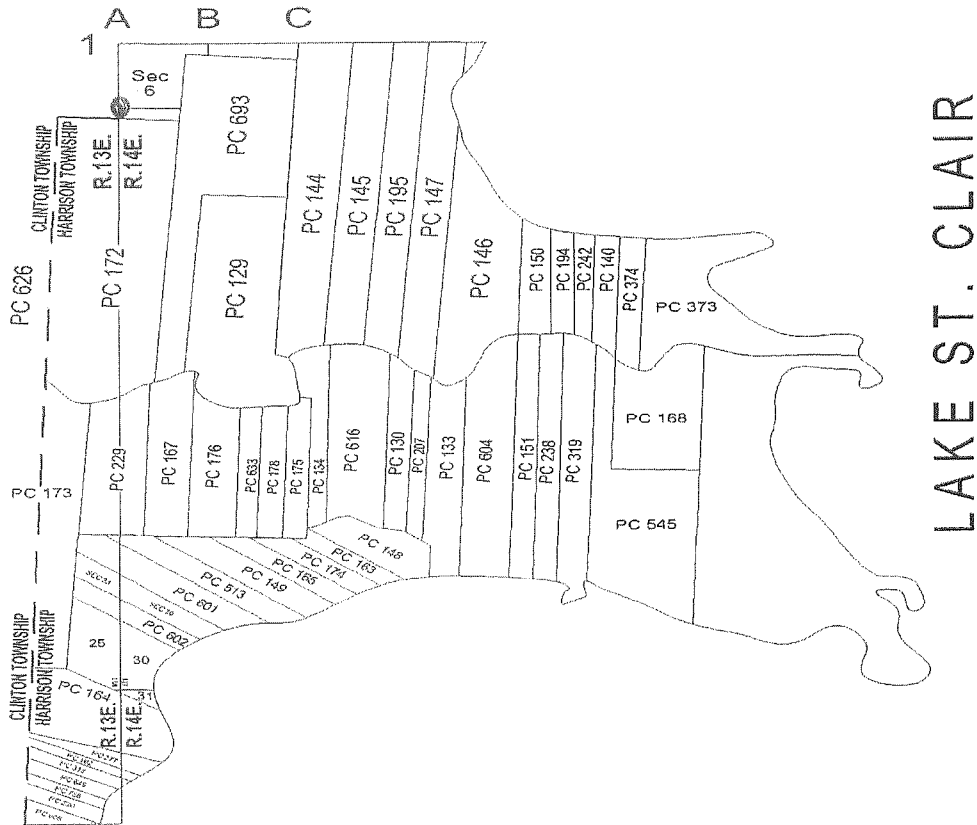 A
B
C
1
Sec
6
PC 693
CLINTON TOWNSHIP
HARRISON TOWNSHIP
R.13E.
R.14E.
PC 144
PC 145
PC 195
PC 147
PC 146
PC 150
PC 194
PC 242
PC 140
PC 374
PC 373
PC 626
PC 172
PC 129
LAKE ST. CLAIR
PC 173
PC 229
PC 167
PC 176
PC 633
PC 178
PC 175
PC 134
PC 616
PC 130
PC 207
PC 133
PC 604
PC 151
PC 238
PC 319
PC 168
PC 545
PC 148
PC 163
PC 174
PC 165
PC 149
PC 513
PC 601
PC 602
CLINTON TOWNSHIP
HARRISON TOWNSHIP
25
30
31
PC 164
R.13E.
R.14E.